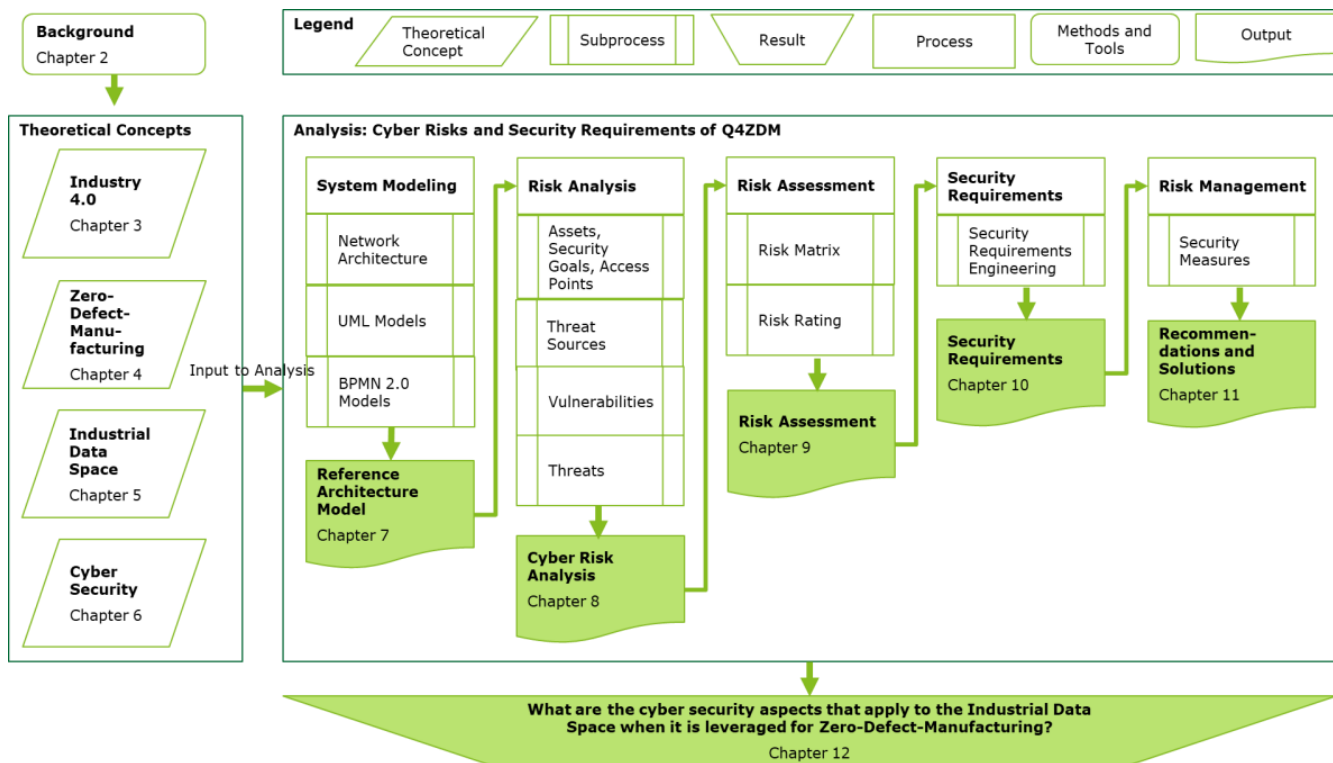 Background
Chapter 2
Legend
Theoretical
Concept
Subprocess
Result
Process
Methods and
Tools
Output
Theoretical Concepts
Industry
4.0
Chapter 3
Zero-
Defect-
Manu-
facturing
Chapter 4
Industrial
Data
Space
Chapter 5
Cyber
Security
Chapter 6
Input to Analysis
Analysis: Cyber Risks and Security Requirements of Q4ZDM
System Modeling
Network
Architecture
UML Models
BPMN 2.0
Models
Reference
Architecture
Model
Chapter 7
Risk Analysis
Assets,
Security
Goals, Access
Points
Threat
Sources
Vulnerabilities
Threats
Cyber Risk
Analysis
Chapter 8
Risk Assessment
Risk Matrix
Risk Rating
Risk Assessment
Chapter 9
Security
Requirements
Security
Requirements
Engineering
Security
Requirements
Chapter 10
Risk Management
Security
Measures
Recommen-
dations and
Solutions
Chapter 11
What are the cyber security aspects that apply to the Industrial Data
Space when it is leveraged for Zero-Defect-Manufacturing?
Chapter 12